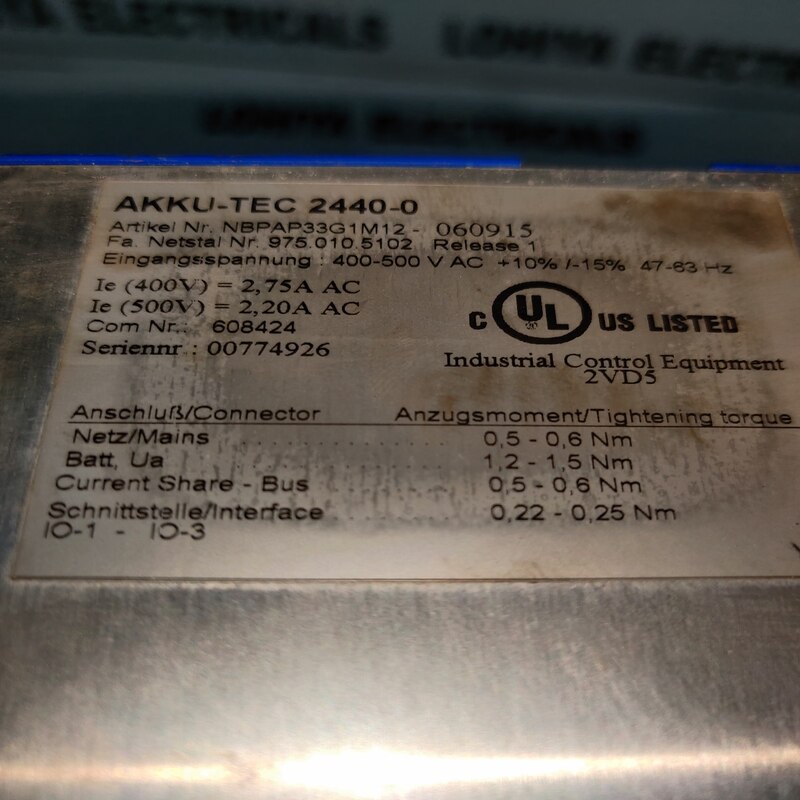 ELECTRICALS ELECTR
ELECTRICALS
AKKU-TEC 2440-0
Artikel Nr. NBPAP33G1M12 - 060915
Fa. Netstal Nr. 975.010.5102 Release 1
Eingangsspannung : 400-500 V AC +10% /-15% 47-63 Hz
Ie (400V) = 2,75A AC
Ie (500V) = 2,20A AC
Com Nr.: 608424
Seriennr : 00774926
C UL US LISTED
Industrial Control Equipment
2VD5
Anschluß/Connector Anzugsmoment/Tightening torque
Netz/Mains .................... 0,5 - 0,6 Nm
Batt, Ua .................... 1,2 - 1,5 Nm
Current Share - Bus .......... 0,5 - 0,6 Nm
Schnittstelle/Interface .......... 0,22 - 0,25 Nm
IO-1 - IO-3